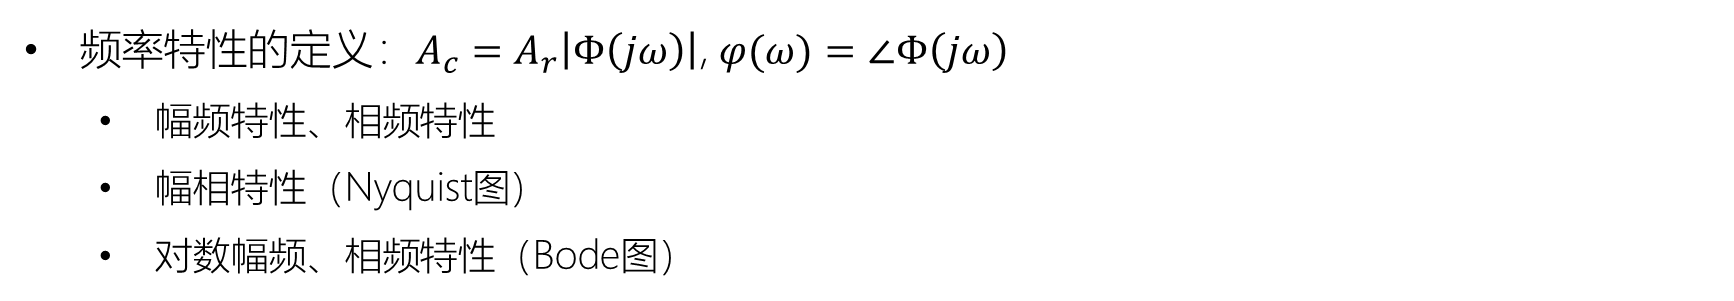 • 频率特性的定义：A_c = A_r|Φ(jω)|, φ(ω) = ∠Φ(jω)
• 幅频特性、相频特性
• 幅相特性（Nyquist图）
• 对数幅频、相频特性（Bode图）